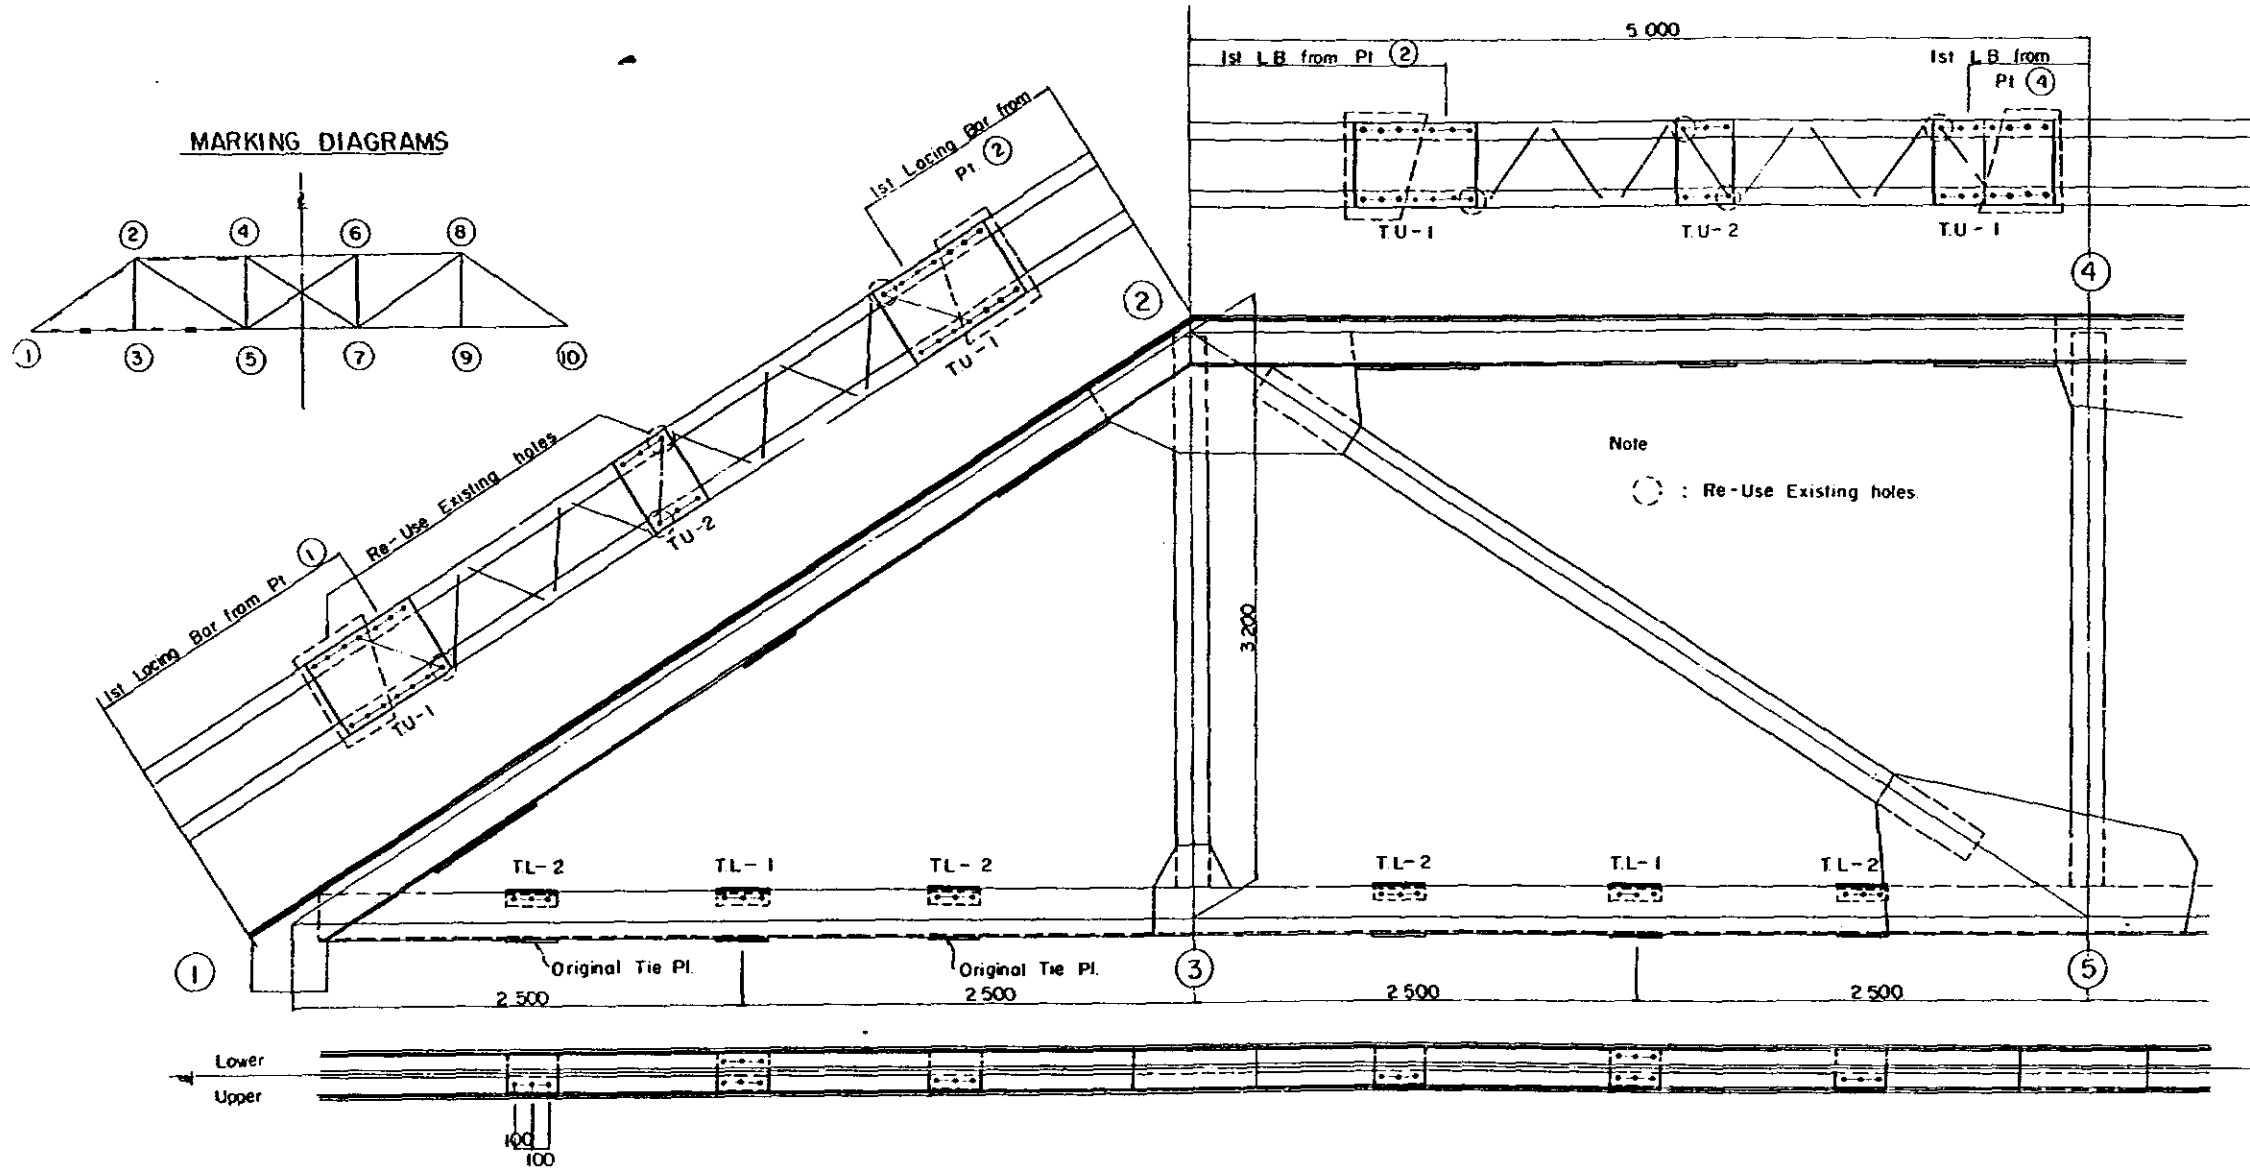 5 000
1st L B from Pt ②
1st L B from
Pt ④
MARKING DIAGRAMS
1st Lacing Bar from
Pt. ②
② ④ ⑥ ⑧
① ③ ⑤ ⑦ ⑨ ⑩
T.U-1 T.U-2 T.U-1
T.U-1
② ④
Re-Use Existing holes
Note
: Re-Use Existing holes.
T.U-2
1st Lacing Bar from Pt ①
T.U-1
3,200
T.L-2 T.L-1 T.L-2 T.L-2 T.L-1 T.L-2
Original Tie Pl. Original Tie Pl.
① ③ ⑤
2 500 2 500 2 500 2 500
Lower
Upper
100
100